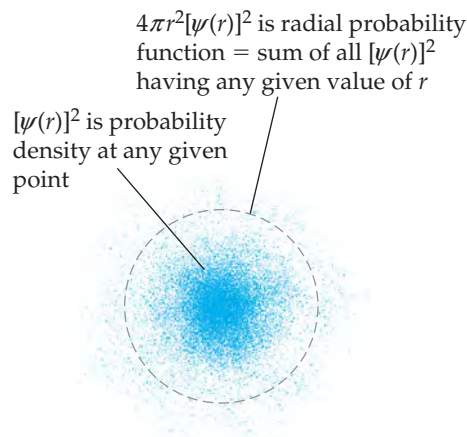 4πr²[ψ(r)]² is radial probability
function = sum of all [ψ(r)]²
having any given value of r
[ψ(r)]² is probability
density at any given
point